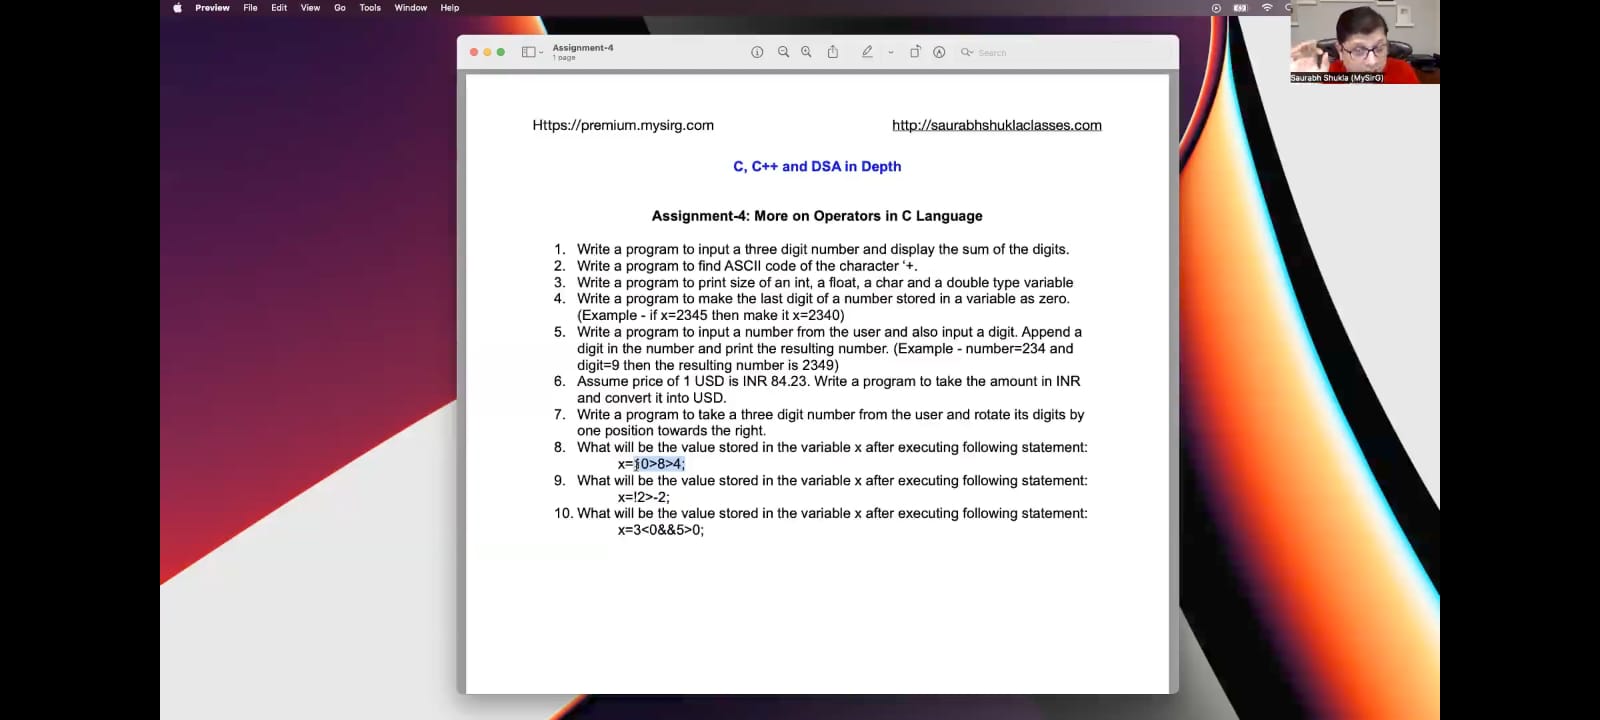 Preview File Edit View Go Tools Window Help
Assignment-4
1 page
Search
Saurabh Shukla (MySirG)
Https://premium.mysirg.com http://saurabhshuklaclasses.com
C, C++ and DSA in Depth
Assignment-4: More on Operators in C Language
1. Write a program to input a three digit number and display the sum of the digits.
2. Write a program to find ASCII code of the character ‘+.
3. Write a program to print size of an int, a float, a char and a double type variable
4. Write a program to make the last digit of a number stored in a variable as zero.
(Example - if x=2345 then make it x=2340)
5. Write a program to input a number from the user and also input a digit. Append a
digit in the number and print the resulting number. (Example - number=234 and
digit=9 then the resulting number is 2349)
6. Assume price of 1 USD is INR 84.23. Write a program to take the amount in INR
and convert it into USD.
7. Write a program to take a three digit number from the user and rotate its digits by
one position towards the right.
8. What will be the value stored in the variable x after executing following statement:
x=10>8>4;
9. What will be the value stored in the variable x after executing following statement:
x=!2>-2;
10. What will be the value stored in the variable x after executing following statement:
x=3<0&&5>0;